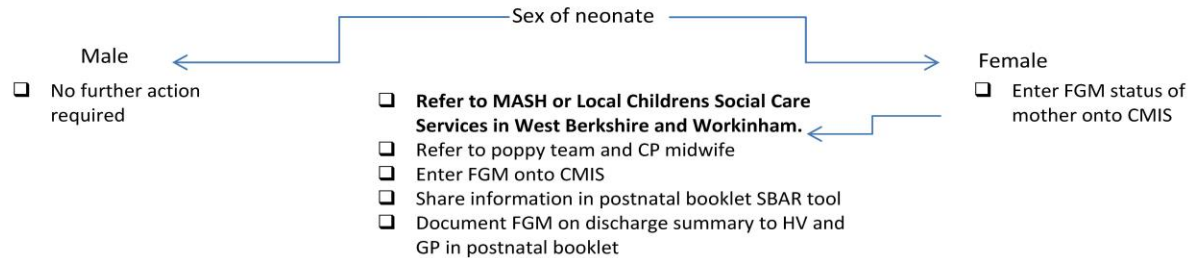 Sex of neonate
Male
❑ No further action
required
Female
❑ Enter FGM status of
mother onto CMIS
❑ Refer to MASH or Local Childrens Social Care
Services in West Berkshire and Workinham.
❑ Refer to poppy team and CP midwife
❑ Enter FGM onto CMIS
❑ Share information in postnatal booklet SBAR tool
❑ Document FGM on discharge summary to HV and
GP in postnatal booklet